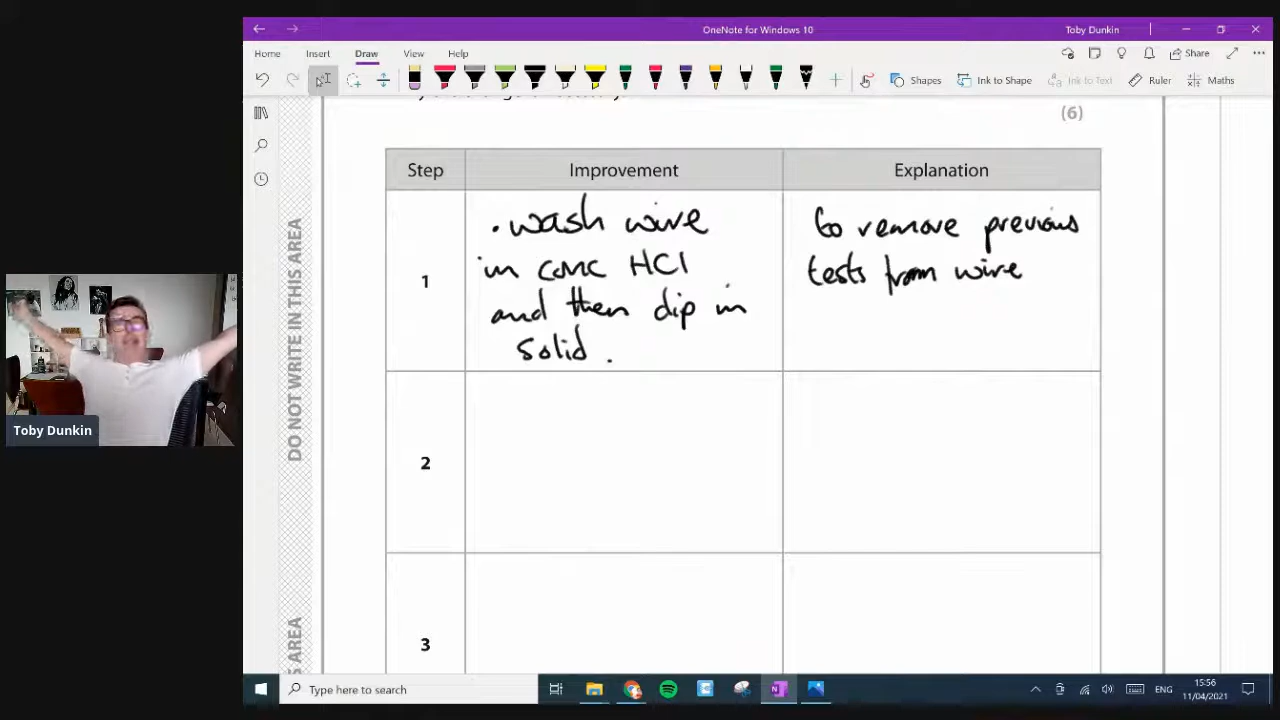 OneNote for Windows 10
Toby Dunkin
Home
Insert
Draw
View
Help
Share
Shapes
Ink to Shape
Ink to Text
Ruler
Maths
(6)
Step
Improvement
Explanation
1
. wash wire
in conc HCl
and then dip in
solid .
to remove previous
tests from wire
2
3
DO NOT WRITE IN THIS AREA
S AREA
Toby Dunkin
Type here to search
ENG
15:56
11/04/2021